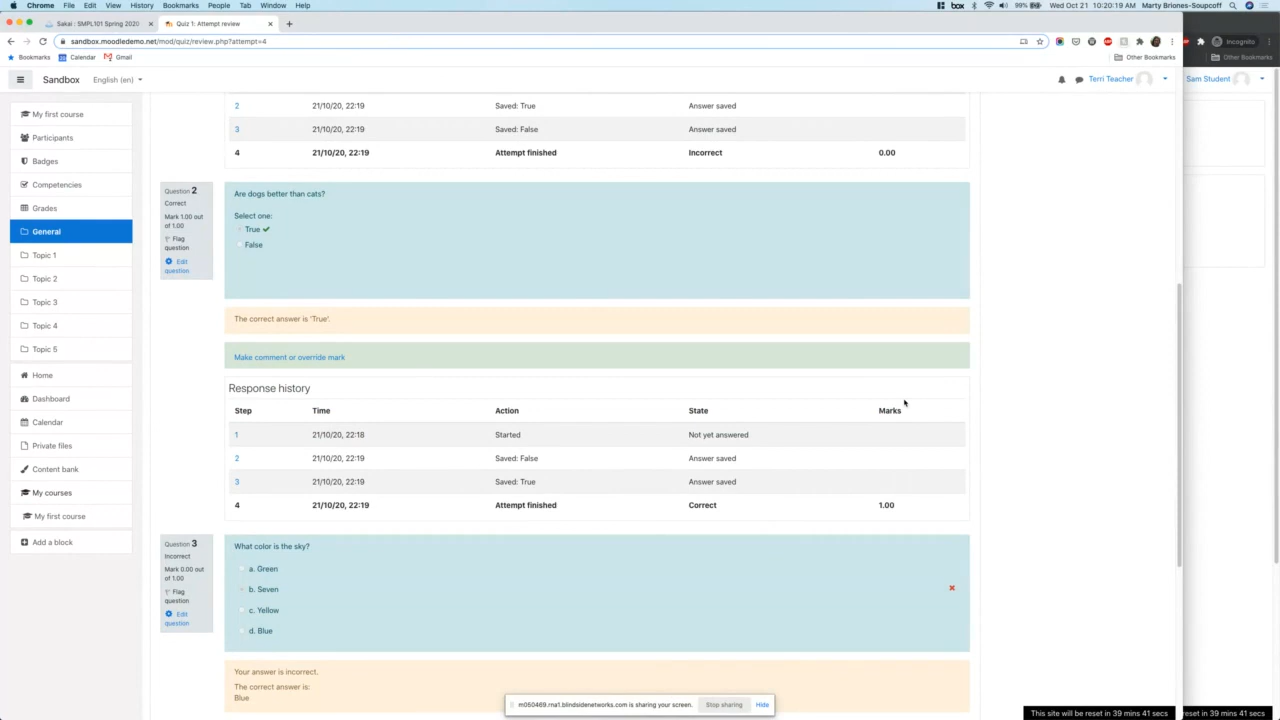 Chrome File Edit View History Bookmarks People Tab Window Help
box 99% Wed Oct 21 10:20:19 AM Marty Briones-Soupcoff
Sakai : SMPL101 Spring 2020
Quiz 1: Attempt review
sandbox.moodledemo.net/mod/quiz/review.php?attempt=4
Incognito
Bookmarks Calendar Gmail
Other Bookmarks
Other Bookmarks
Sandbox English (en)
Terri Teacher
Sam Student
My first course
Participants
Badges
Competencies
Grades
General
Topic 1
Topic 2
Topic 3
Topic 4
Topic 5
Home
Dashboard
Calendar
Private files
Content bank
My courses
My first course
Add a block
2 21/10/20, 22:19 Saved: True Answer saved
3 21/10/20, 22:19 Saved: False Answer saved
4 21/10/20, 22:19 Attempt finished Incorrect 0.00
Question 2
Correct
Mark 1.00 out
of 1.00
Flag
question
Edit
question
Are dogs better than cats?
Select one:
True
False
The correct answer is 'True'.
Make comment or override mark
Response history
Step Time Action State Marks
1 21/10/20, 22:18 Started Not yet answered
2 21/10/20, 22:19 Saved: False Answer saved
3 21/10/20, 22:19 Saved: True Answer saved
4 21/10/20, 22:19 Attempt finished Correct 1.00
Question 3
Incorrect
Mark 0.00 out
of 1.00
Flag
question
Edit
question
What color is the sky?
a. Green
b. Seven
c. Yellow
d. Blue
Your answer is incorrect.
The correct answer is:
Blue
m050469.rna1.blindsidenetworks.com is sharing your screen. Stop sharing Hide
This site will be reset in 39 mins 41 secs
reset in 39 mins 41 secs